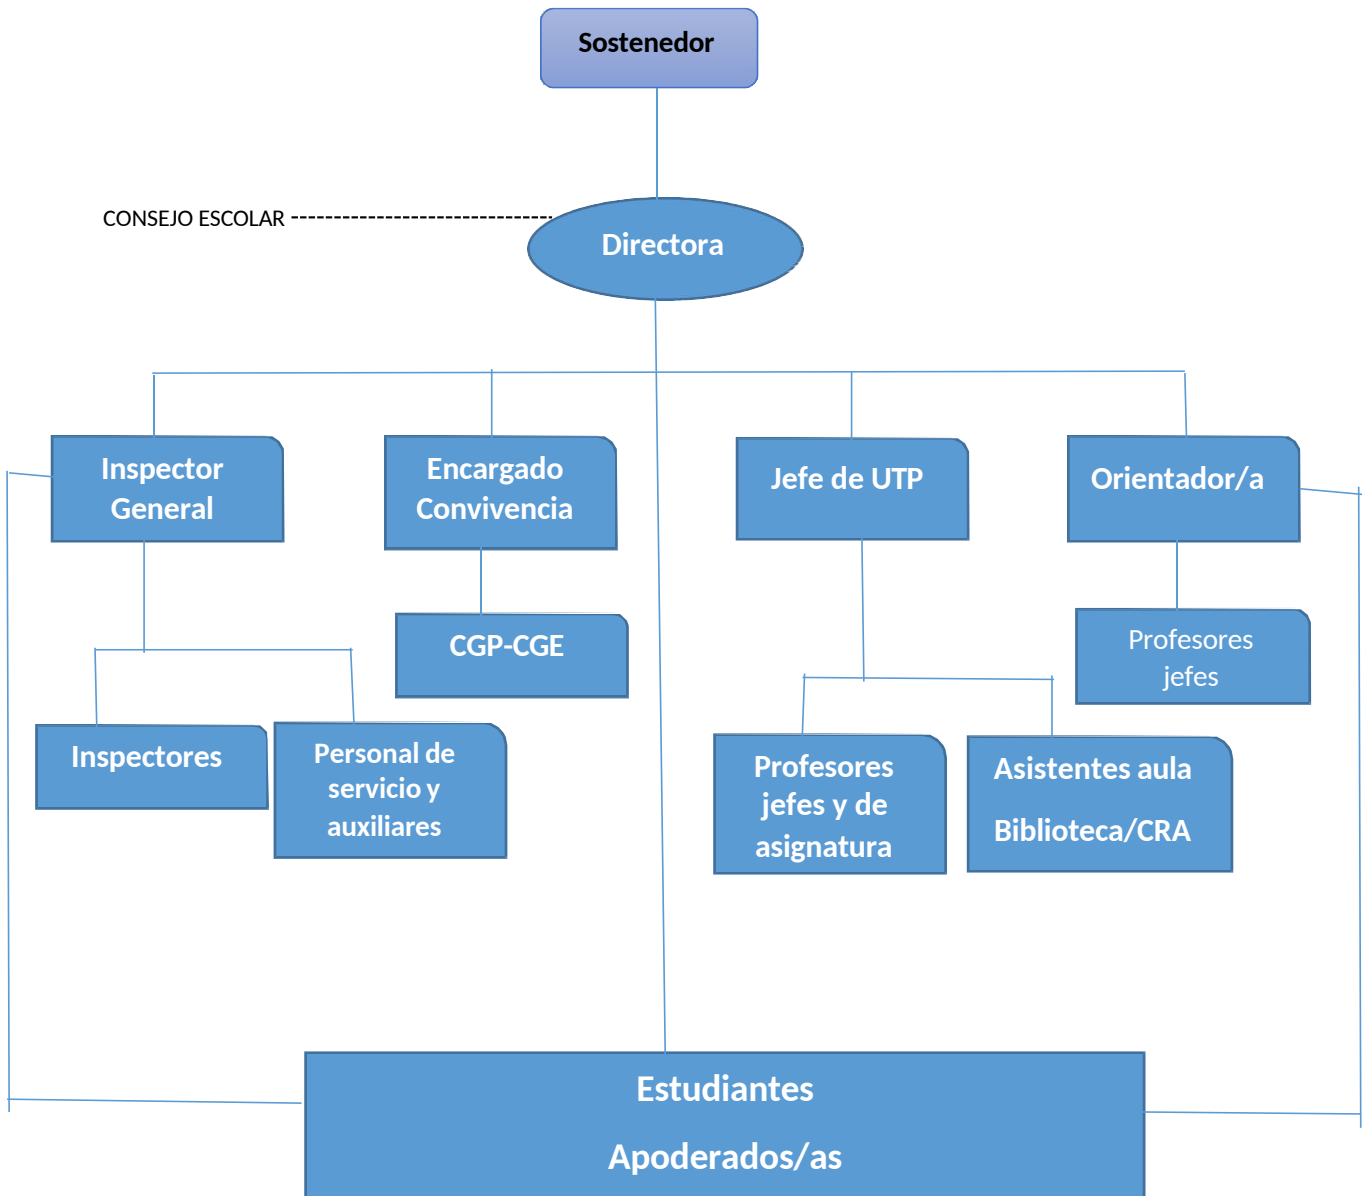 Sostenedor
CONSEJO ESCOLAR
Directora
Inspector
General
Encargado
Convivencia
Jefe de UTP
Orientador/a
CGP-CGE
Profesores
jefes
Inspectores
Personal de
servicio y
auxiliares
Profesores
jefes y de
asignatura
Asistentes aula
Biblioteca/CRA
Estudiantes
Apoderados/as